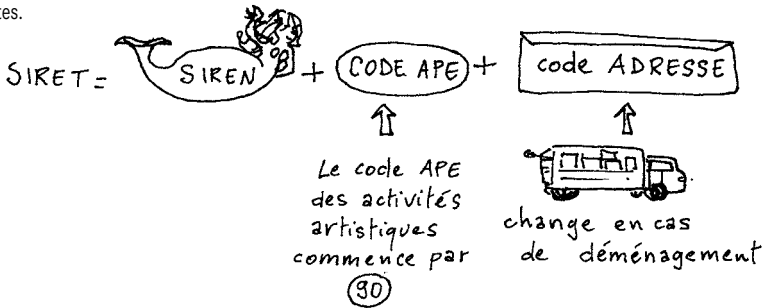 tes.
SIRET = SIREN + CODE APE + code ADRESSE
Le code APE
des activités
artistiques
commence par
90
change en cas
de déménagement